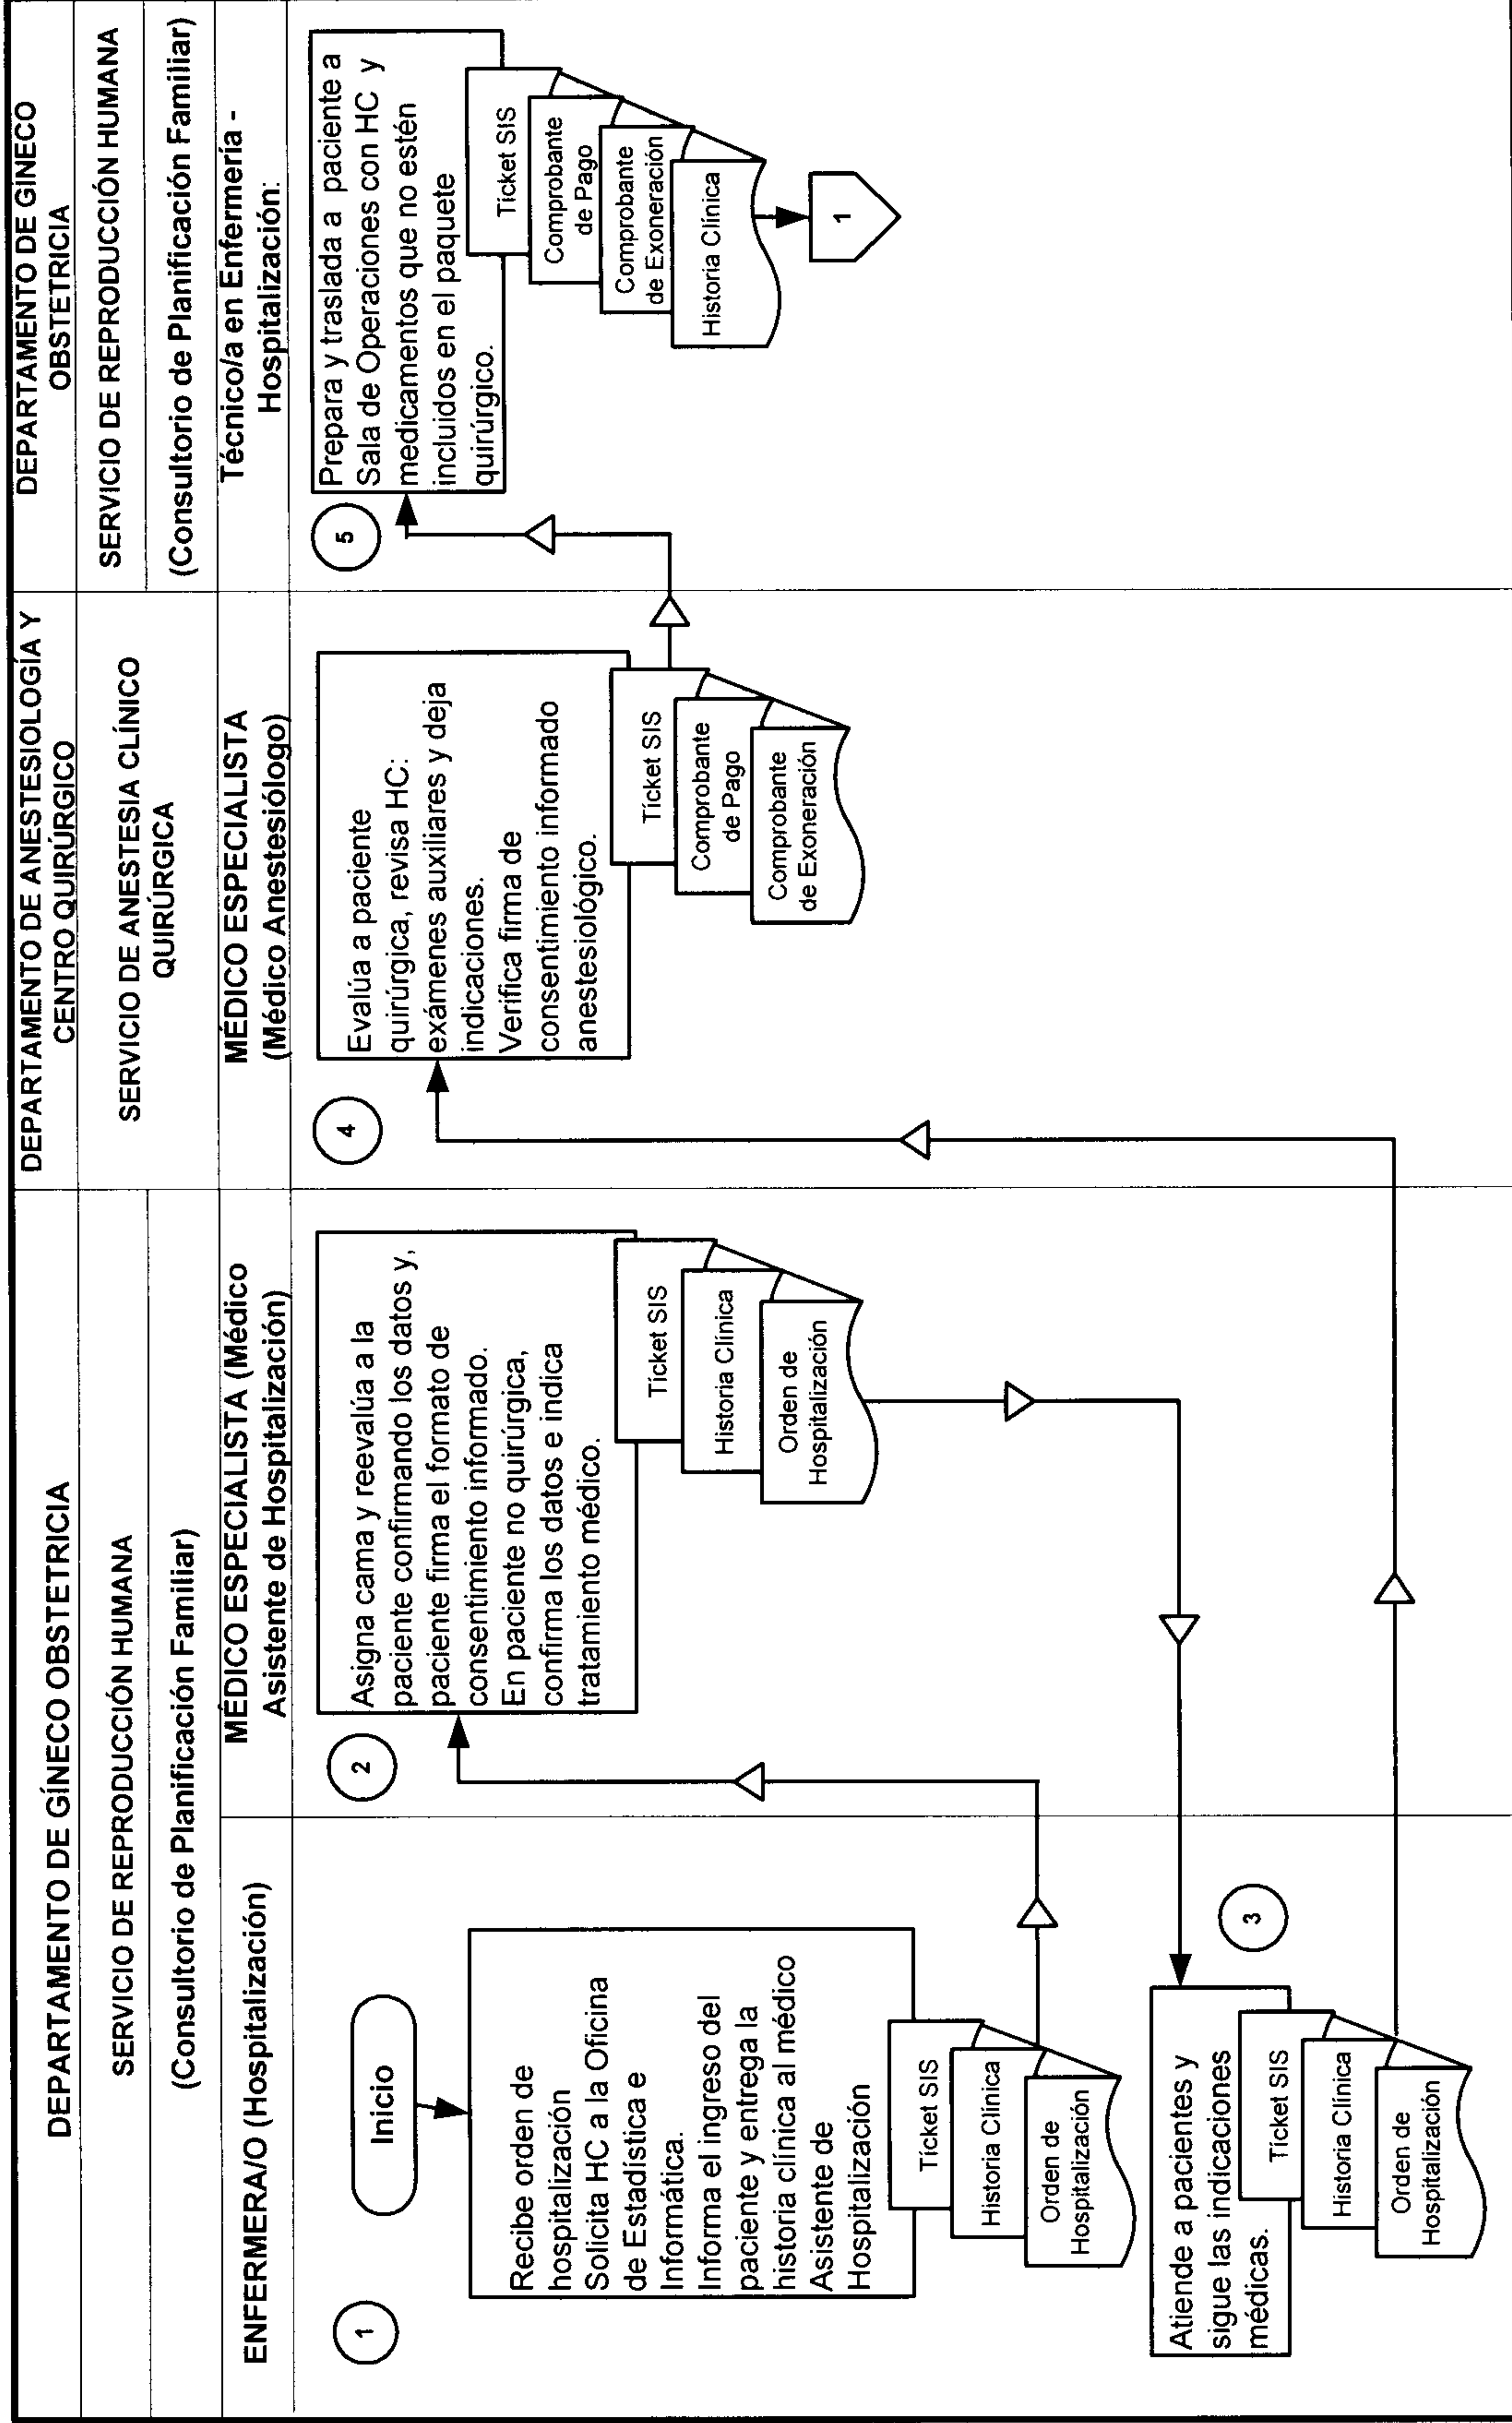 DEPARTAMENTO DE GÍNECO OBSTETRICIA
SERVICIO DE REPRODUCCIÓN HUMANA
(Consultorio de Planificación Familiar)
DEPARTAMENTO DE ANESTESIOLOGÍA Y
CENTRO QUIRÚRGICO
SERVICIO DE ANESTESIA CLÍNICO
QUIRÚRGICA
DEPARTAMENTO DE GÍNECO
OBSTETRICIA
SERVICIO DE REPRODUCCIÓN HUMANA
(Consultorio de Planificación Familiar)
ENFERMERA/O (Hospitalización)
MÉDICO ESPECIALISTA (Médico
Asistente de Hospitalización)
MÉDICO ESPECIALISTA
(Médico Anestesiólogo)
Técnico/a en Enfermería -
Hospitalización:
Inicio
1
Recibe orden de
hospitalización
Solicita HC a la Oficina
de Estadística e
Informática.
Informa el ingreso del
paciente y entrega la
historia clínica al médico
Asistente de
Hospitalización
Tícket SIS
Historia Clínica
Orden de
Hospitalización
2
Asigna cama y reevalúa a la
paciente confirmando los datos y,
paciente firma el formato de
consentimiento informado.
En paciente no quirúrgica,
confirma los datos e indica
tratamiento médico.
Tícket SIS
Historia Clínica
Orden de
Hospitalización
3
Atiende a pacientes y
sigue las indicaciones
médicas.
Tícket SIS
Historia Clínica
Orden de
Hospitalización
4
Evalúa a paciente
quirúrgica, revisa HC:
exámenes auxiliares y deja
indicaciones.
Verifica firma de
consentimiento informado
anestesiológico.
Tícket SIS
Comprobante
de Pago
Comprobante
de Exoneración
5
Prepara y traslada a paciente a
Sala de Operaciones con HC y
medicamentos que no estén
incluidos en el paquete
quirúrgico.
Tícket SIS
Comprobante
de Pago
Comprobante
de Exoneración
Historia Clínica
1